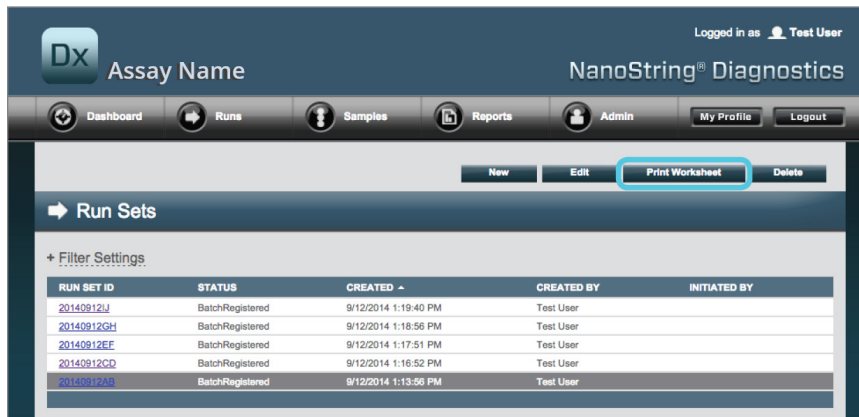 Logged in as Test User
Dx Assay Name NanoString® Diagnostics
Dashboard Runs Samples Reports Admin My Profile Logout
New Edit Print Worksheet Delete
Run Sets
+ Filter Settings
RUN SET ID STATUS CREATED CREATED BY INITIATED BY
20140912IJ BatchRegistered 9/12/2014 1:19:40 PM Test User
20140912GH BatchRegistered 9/12/2014 1:18:56 PM Test User
20140912EF BatchRegistered 9/12/2014 1:17:51 PM Test User
20140912CD BatchRegistered 9/12/2014 1:16:52 PM Test User
20140912AB BatchRegistered 9/12/2014 1:13:56 PM Test User